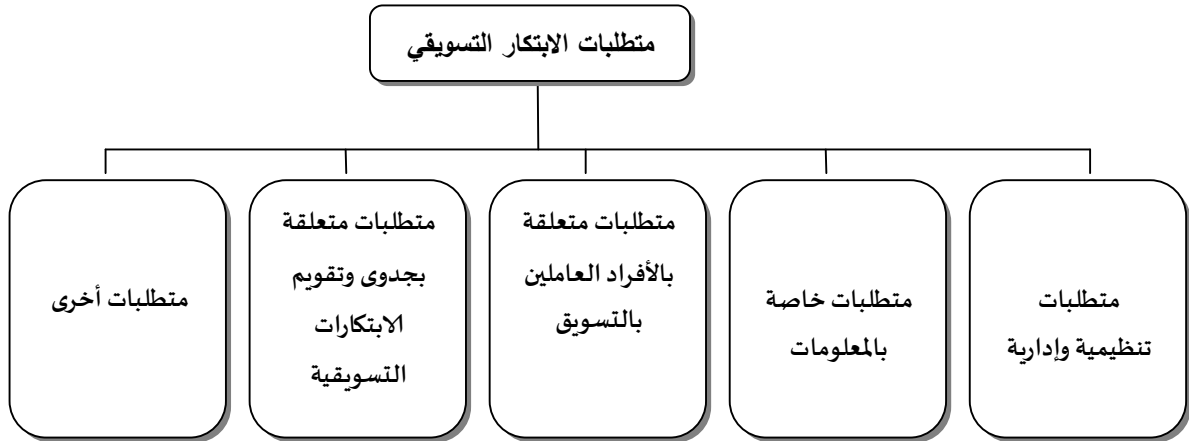 متطلبات الابتكار التسويقي
متطلبات
تنظيمية وإدارية
متطلبات خاصة
بالمعلومات
متطلبات متعلقة
بالأفراد العاملين
بالتسويق
متطلبات متعلقة
بجدوى وتقويم
الابتكارات
التسويقية
متطلبات أخرى